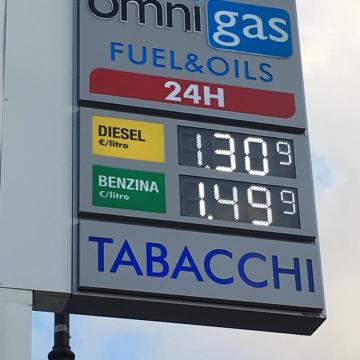 omnigas
FUEL&OILS
24H
DIESEL
€/litro
1.309
BENZINA
€/litro
1.499
TABACCHI